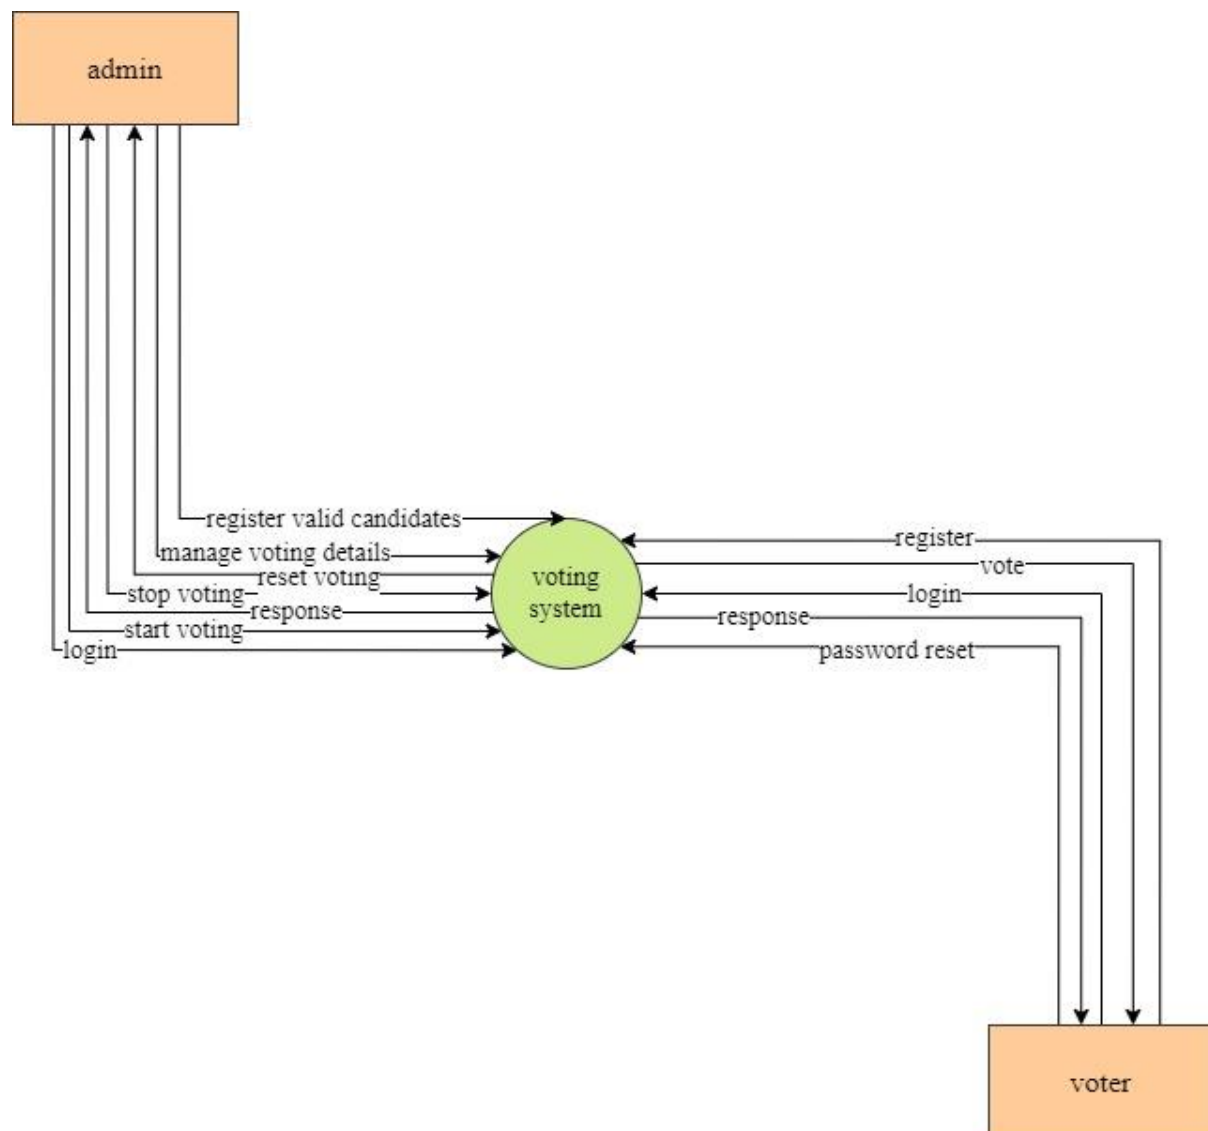 admin
register valid candidates
manage voting details
reset voting
stop voting
response
start voting
login
voting
system
register
vote
login
response
password reset
voter